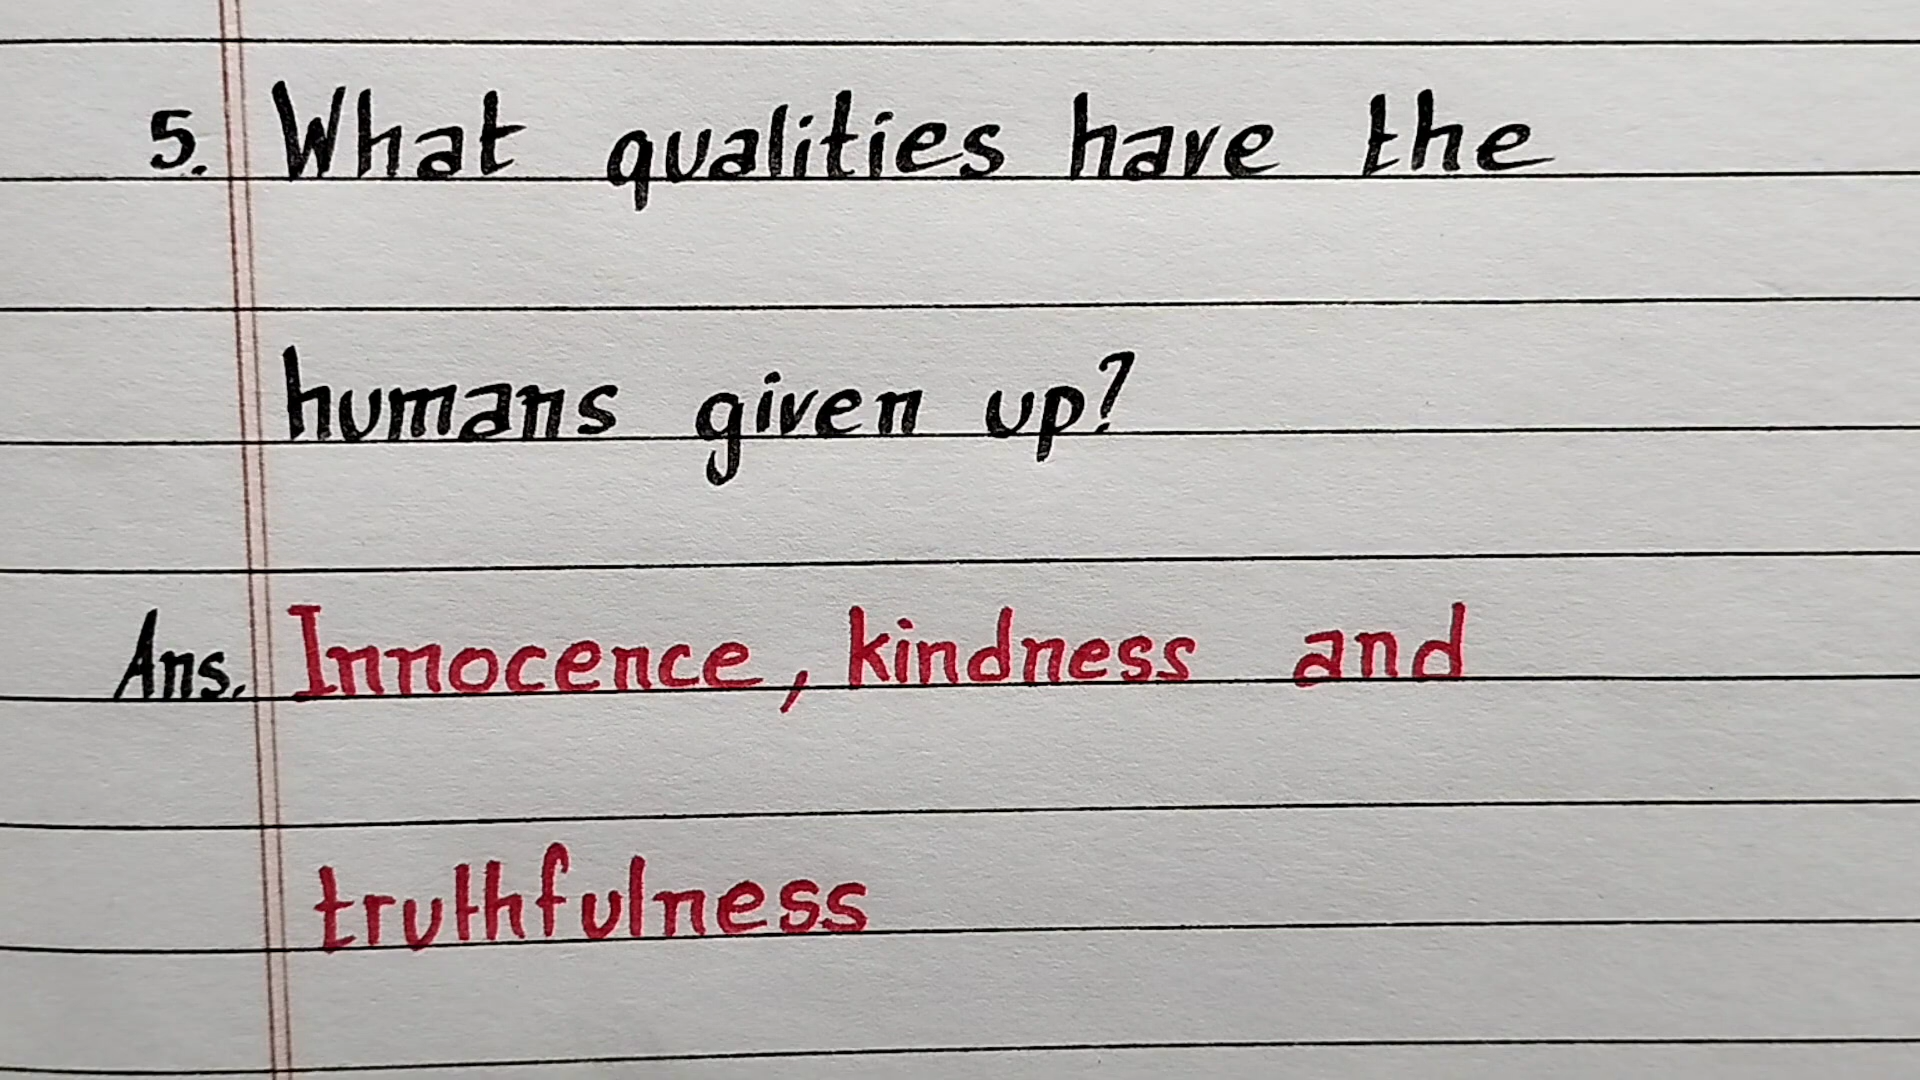 5. What qualities have the
humans given up?
Ans. Innocence, kindness and
truthfulness